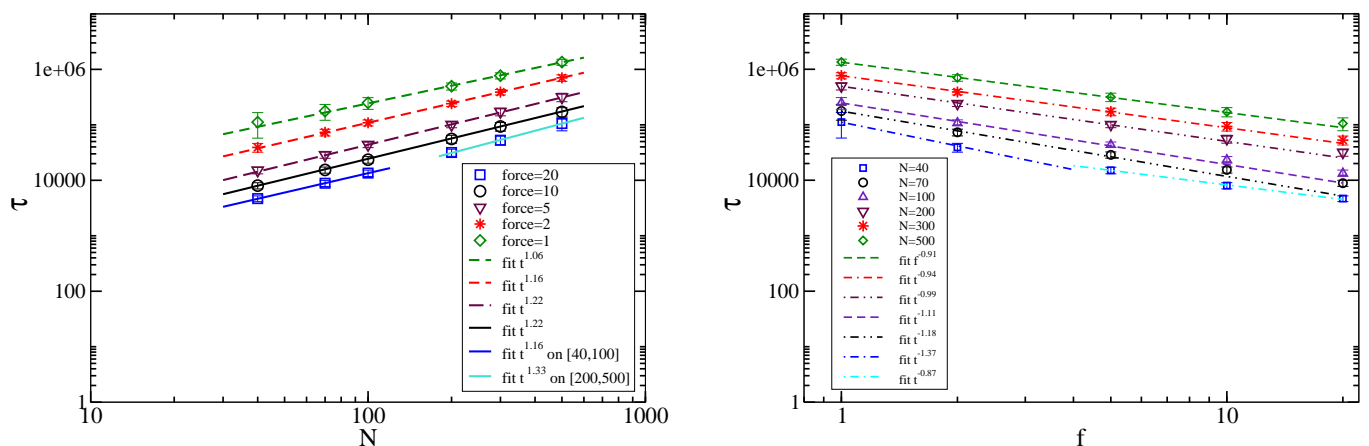 1e+06
10000
100
1
τ
10
100
1000
N
force=20
force=10
force=5
force=2
force=1
fit t^1.06
fit t^1.16
fit t^1.22
fit t^1.22
fit t^1.16 on [40,100]
fit t^1.33 on [200,500]
1e+06
10000
100
1
τ
1
10
f
N=40
N=70
N=100
N=200
N=300
N=500
fit f^-0.91
fit t^-0.94
fit t^-0.99
fit t^-1.11
fit t^-1.18
fit t^-1.37
fit t^-0.87